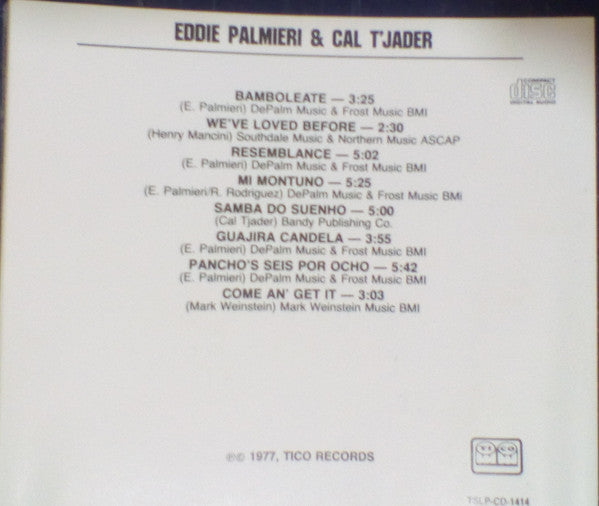 EDDIE PALMIERI & CAL T'JADER
COMPACT
disc
DIGITAL AUDIO
BAMBOLEATE — 3:25
(E. Palmieri) DePalm Music & Frost Music BMI
WE'VE LOVED BEFORE — 2:30
(Henry Mancini) Southdale Music & Northern Music ASCAP
RESEMBLANCE — 5:02
(E. Palmieri) DePalm Music & Frost Music BMI
MI MONTUNO — 5:25
(E. Palmieri/R. Rodriguez) DePalm Music & Frost Music BMI
SAMBA DO SUENHO — 5:00
(Cal Tjader) Bandy Publishing Co.
GUAJIRA CANDELA — 3:55
(E. Palmieri) DePalm Music & Frost Music BMI
PANCHO'S SEIS POR OCHO — 5:42
(E. Palmieri) DePalm Music & Frost Music BMI
COME AN' GET IT — 3:03
(Mark Weinstein) Mark Weinstein Music BMI
℗© 1977, TICO RECORDS
TSLP-CD-1414